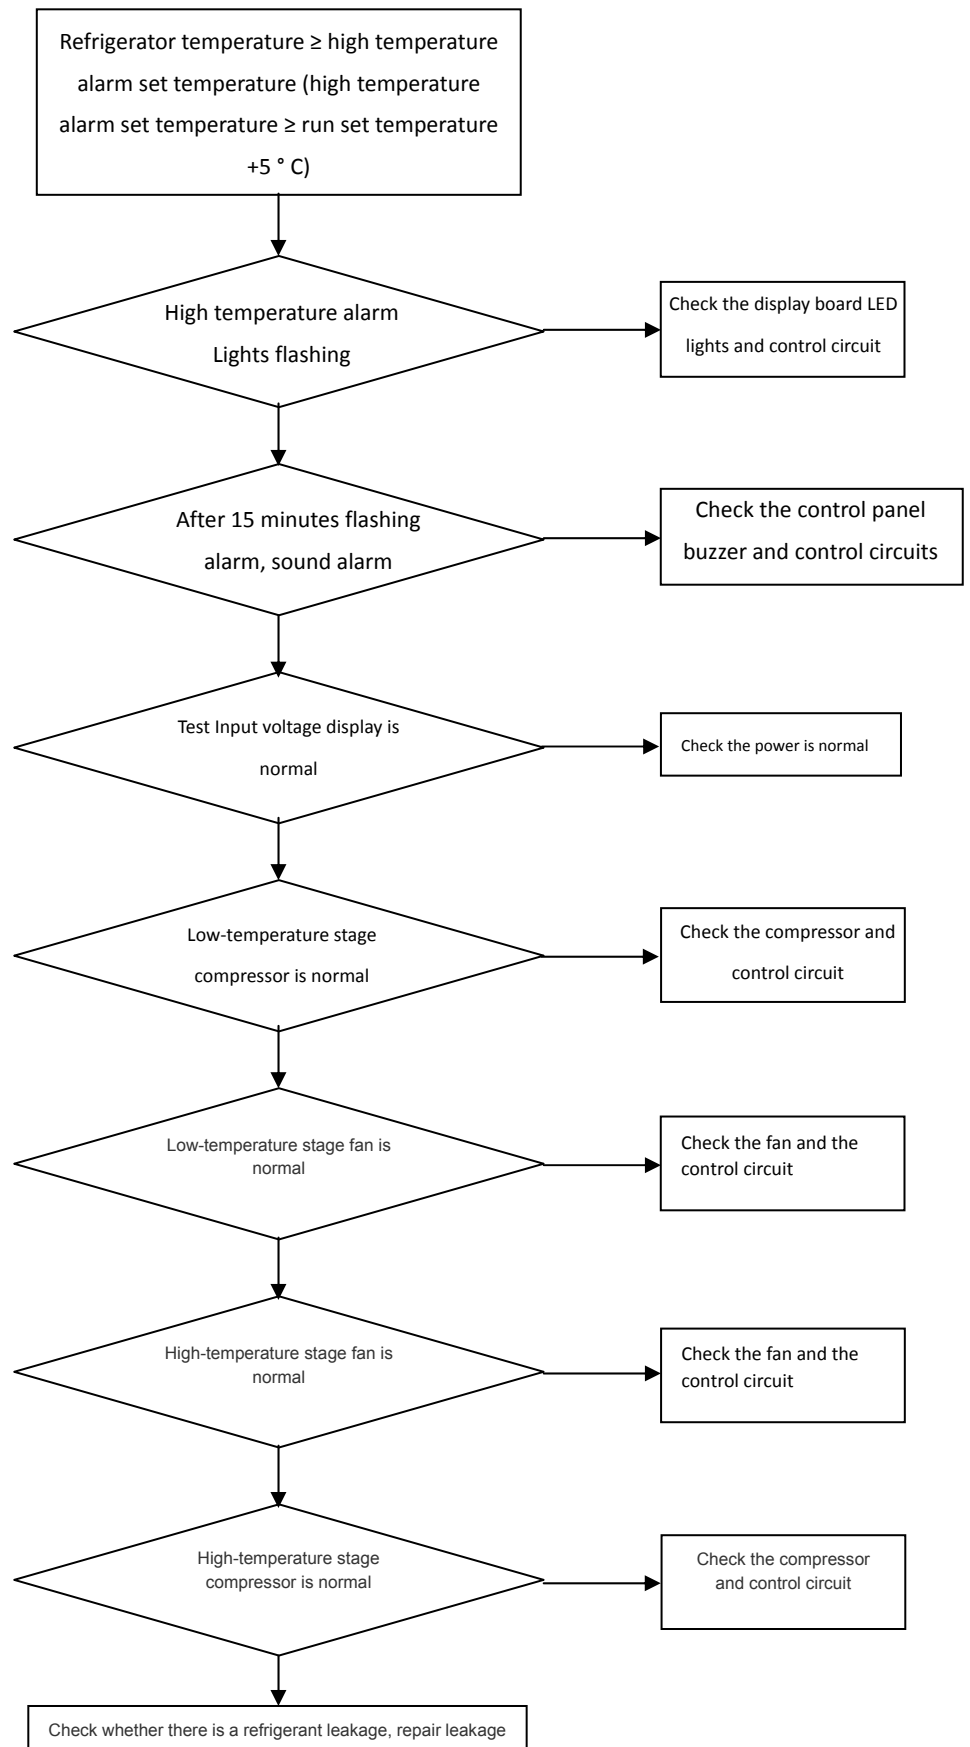 Refrigerator temperature ≥ high temperature
alarm set temperature (high temperature
alarm set temperature ≥ run set temperature
+5 ° C)
High temperature alarm
Lights flashing
Check the display board LED
lights and control circuit
After 15 minutes flashing
alarm, sound alarm
Check the control panel
buzzer and control circuits
Test Input voltage display is
normal
Check the power is normal
Low-temperature stage
compressor is normal
Check the compressor and
control circuit
Low-temperature stage fan is
normal
Check the fan and the
control circuit
High-temperature stage fan is
normal
Check the fan and the
control circuit
High-temperature stage
compressor is normal
Check the compressor
and control circuit
Check whether there is a refrigerant leakage, repair leakage